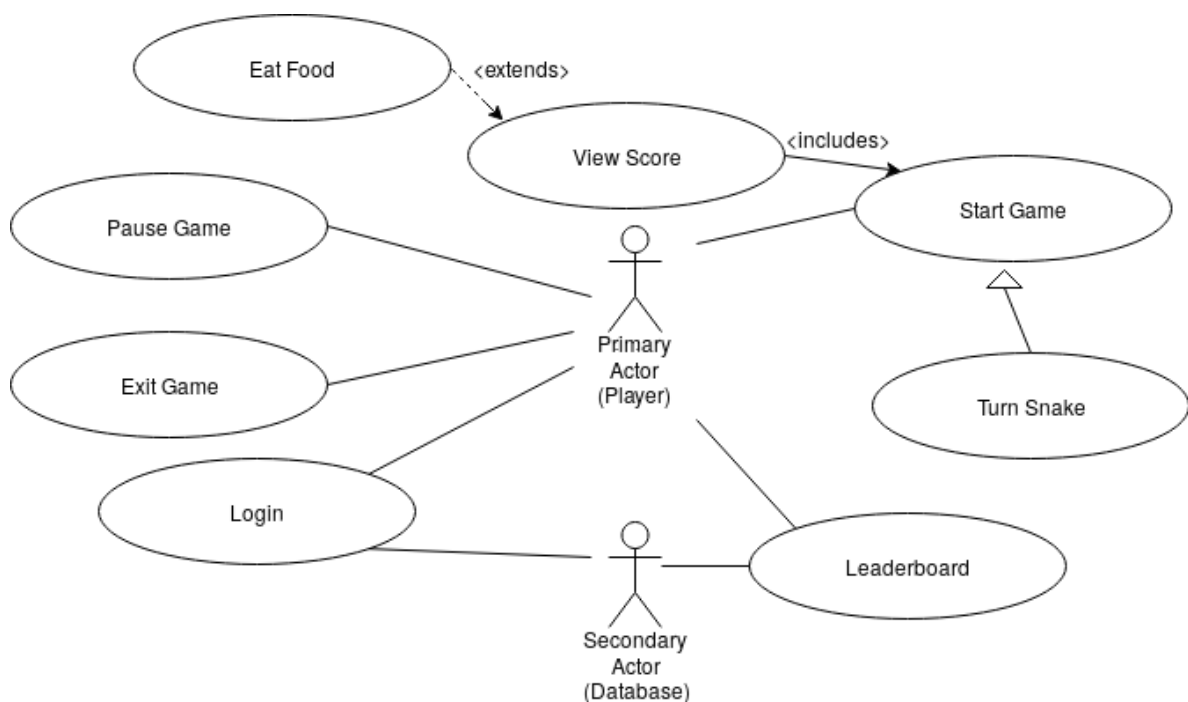 Eat Food
<extends>
View Score
<includes>
Start Game
Pause Game
Primary
Actor
(Player)
Exit Game
Turn Snake
Login
Leaderboard
Secondary
Actor
(Database)